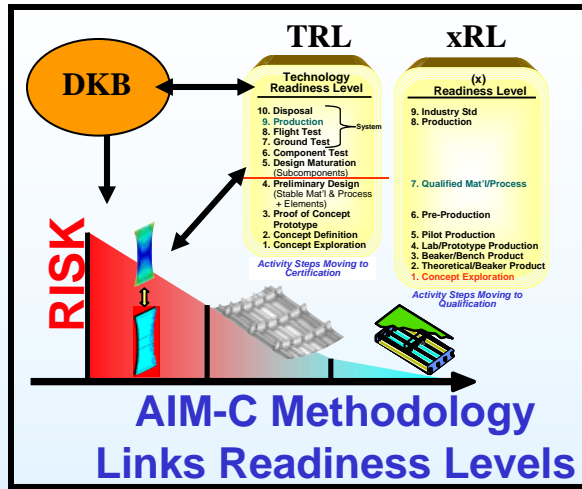 TRL
xRL
DKB
Technology
Readiness Level
10. Disposal
9. Production
8. Flight Test
7. Ground Test
System
6. Component Test
5. Design Maturation
(Subcomponents)
4. Preliminary Design
(Stable Mat'l & Process
+ Elements)
3. Proof of Concept
Prototype
2. Concept Definition
1. Concept Exploration
Activity Steps Moving to
Certification
(x)
Readiness Level
9. Industry Std
8. Production
7. Qualified Mat'l/Process
6. Pre-Production
5. Pilot Production
4. Lab/Prototype Production
3. Beaker/Bench Product
2. Theoretical/Beaker Product
1. Concept Exploration
Activity Steps Moving to
Qualification
RISK
AIM-C Methodology
Links Readiness Levels